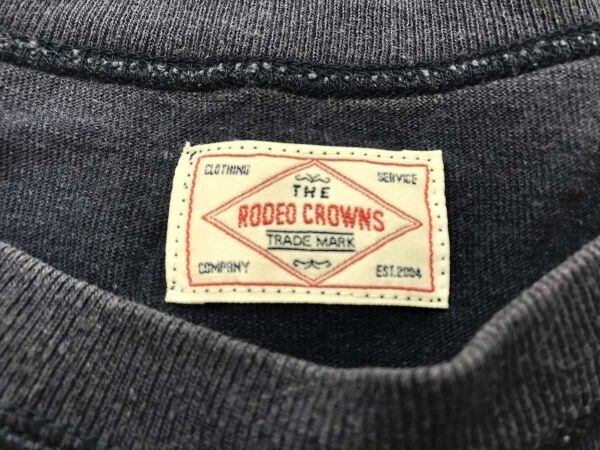 CLOTHING SERVICE
THE
RODEO CROWNS
TRADE MARK
COMPANY EST.2004